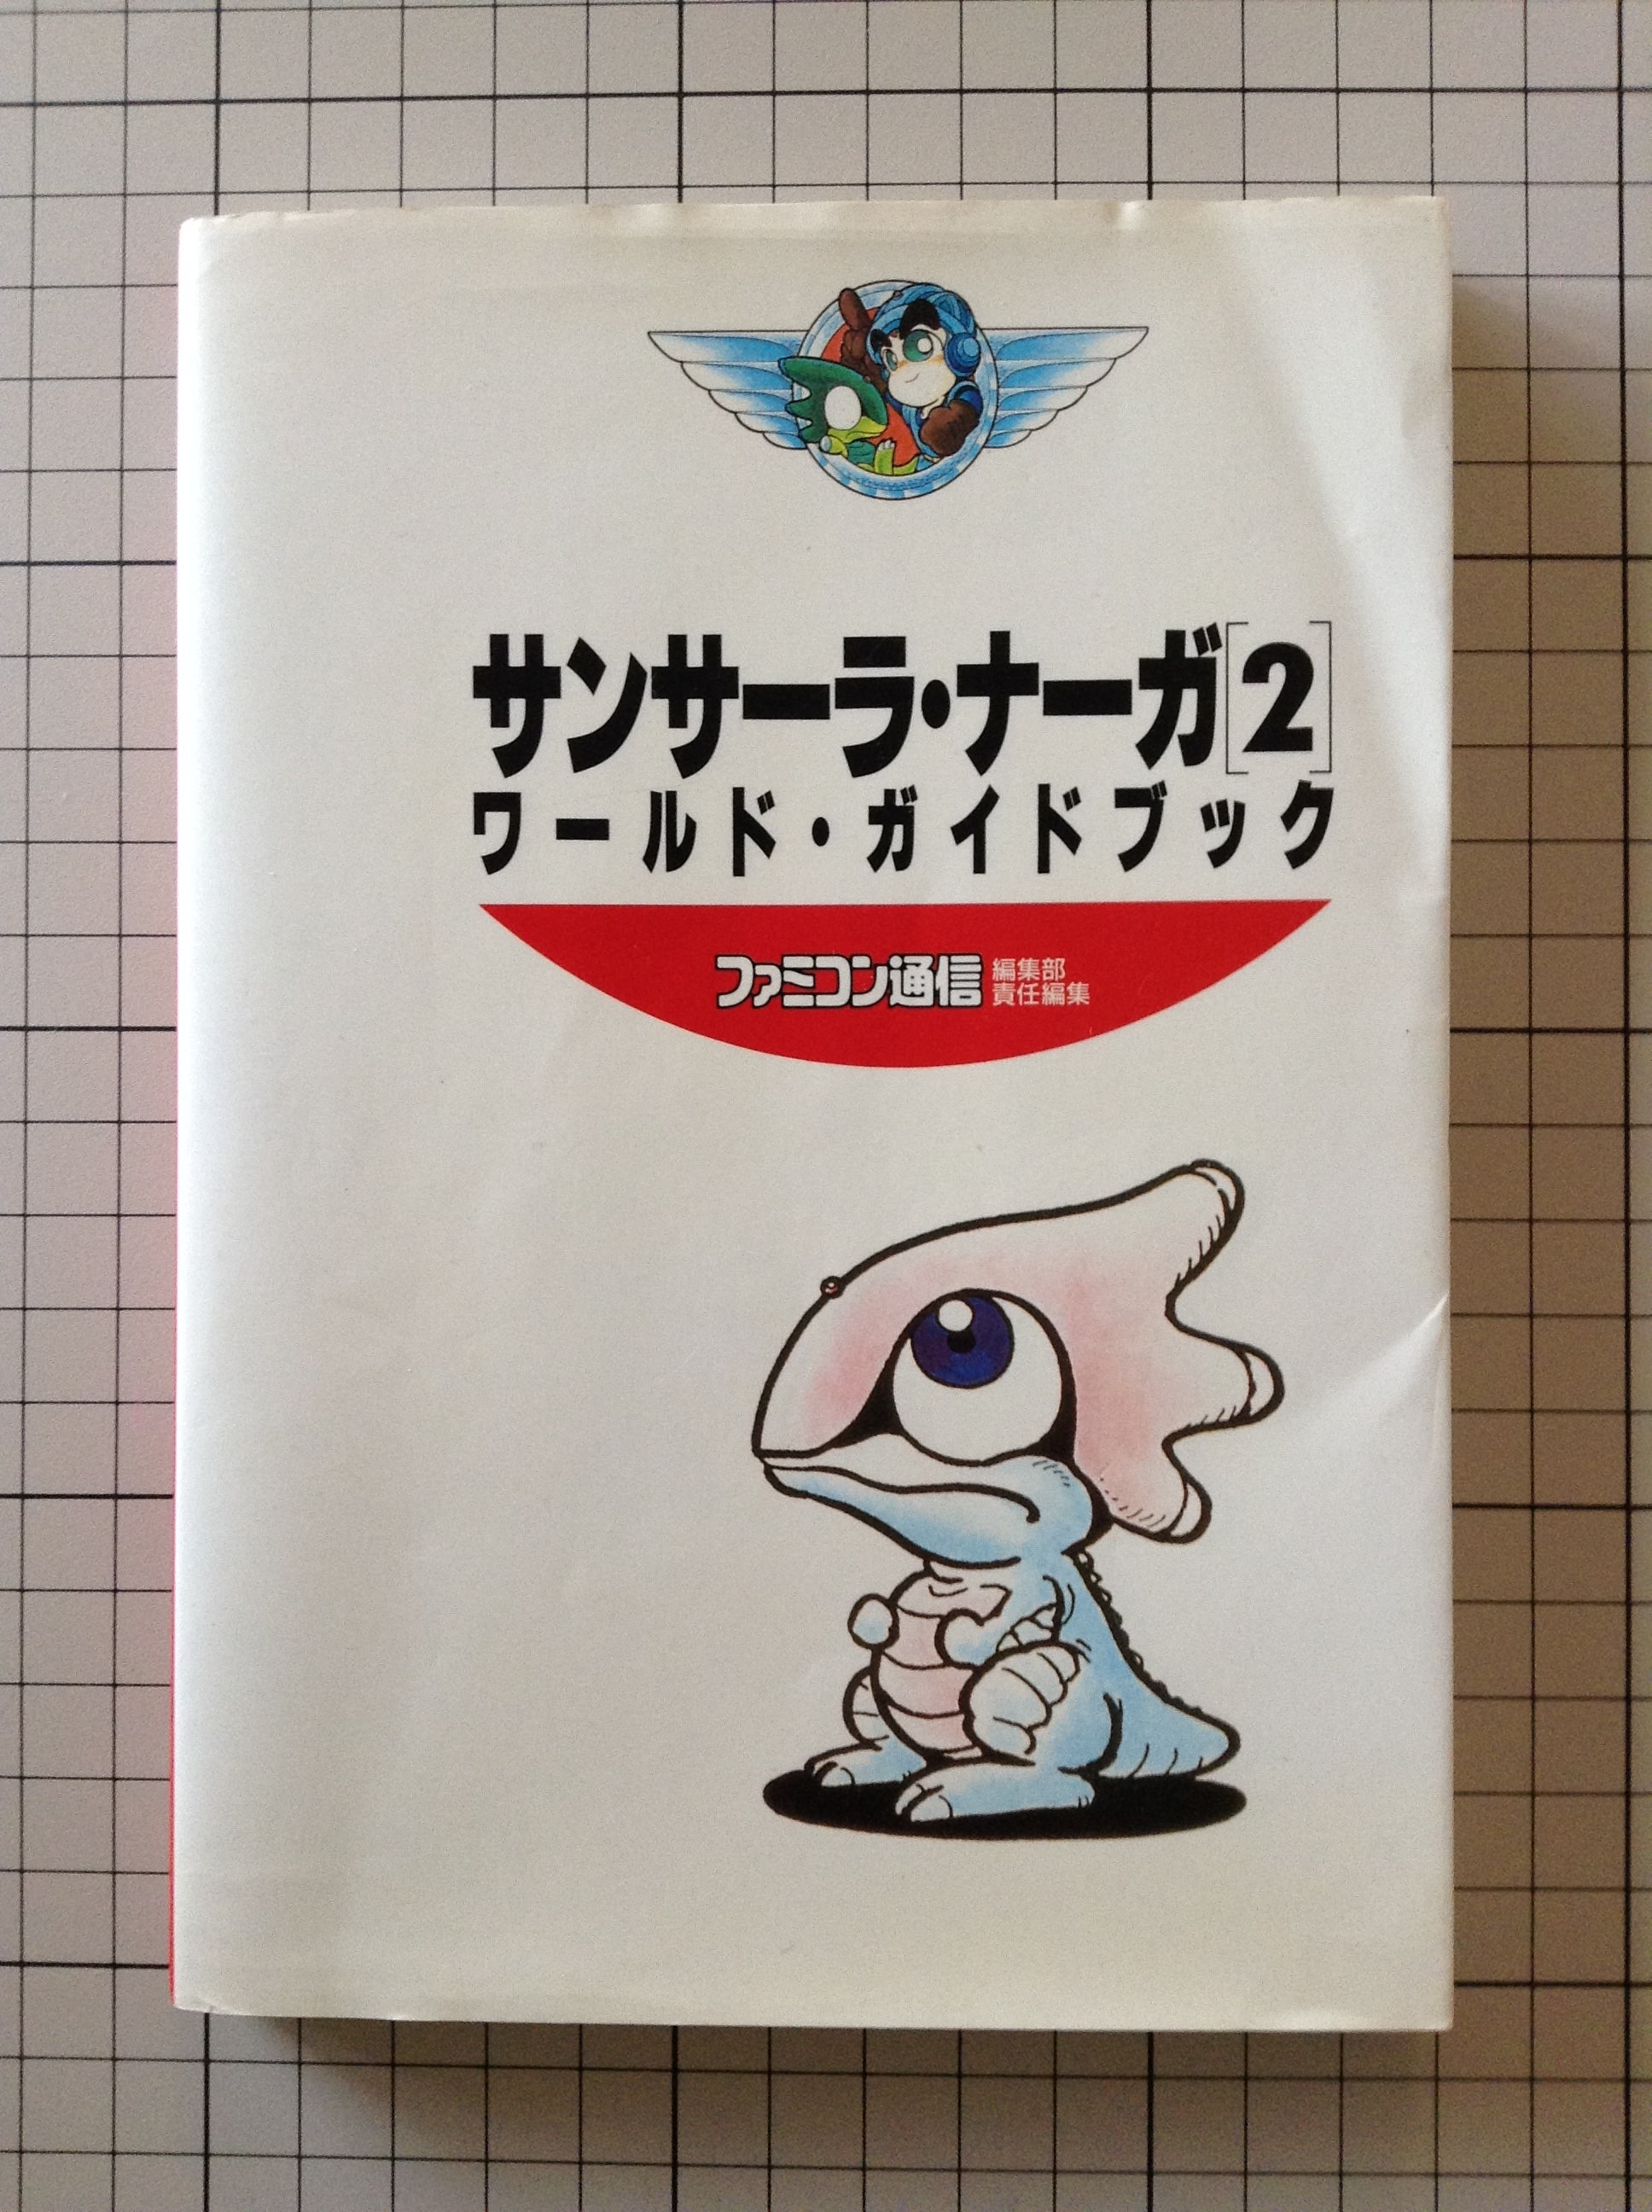 サンサーラ・ナーガ[2]
ワールド・ガイドブック
ファミコン通信 編集部
責任編集